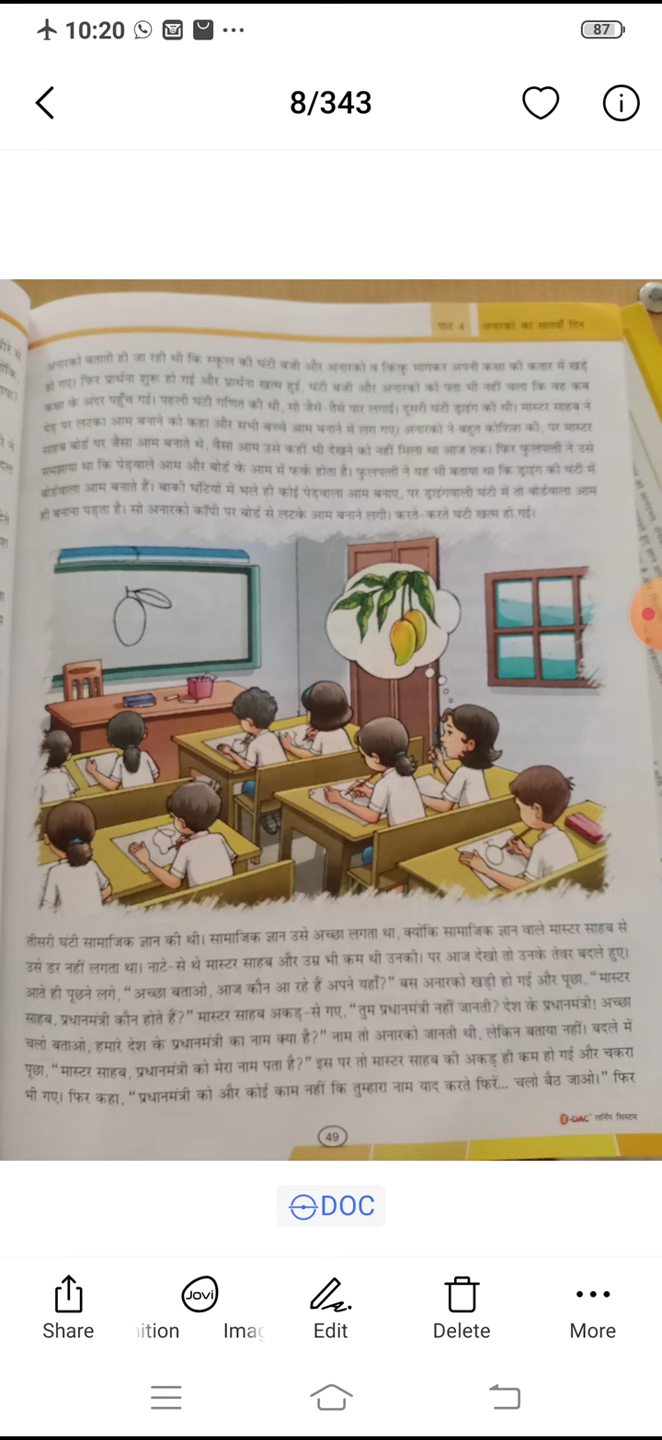 10:20
87
8/343
पाठ 4 अनारको का सातवाँ दिन
अनारको बताती ही जा रही थी कि स्कूल की घंटी बजी और अनारको व किंकु भागकर अपनी कक्षा की कतार में खड़े
हो गए। फिर प्रार्थना शुरू हो गई और प्रार्थना खत्म हुई, घंटी बजी और अनारको को पता भी नहीं चला कि वह कब
कक्षा के अंदर पहुँच गई। पहली घंटी गणित की थी, सो जैसे-तैसे पार लगाई। दूसरी घंटी ड्राइंग की थी। मास्टर साहब ने
पेड़ पर लटका आम बनाने को कहा और सभी बच्चे आम बनाने में लग गए। अनारको ने बहुत कोशिश की, पर मास्टर
साहब बोर्ड पर जैसा आम बनाते थे, वैसा आम उसे कहीं भी देखने को नहीं मिला था आज तक। फिर फुलपत्ती ने उसे
समझाया था कि पेड़वाले आम और बोर्ड के आम में फर्क होता है। फुलपत्ती ने यह भी बताया था कि ड्राइंग की घंटी में
बोर्डवाला आम बनाते हैं। बाकी घंटियों में भले ही कोई पेड़वाला आम बनाए, पर ड्राइंगवाली घंटी में तो बोर्डवाला आम
ही बनाना पड़ता है। सो अनारको कॉपी पर बोर्ड से लटके आम बनाने लगी। करते-करते घंटी खत्म हो गई।
तीसरी घंटी सामाजिक ज्ञान की थी। सामाजिक ज्ञान उसे अच्छा लगता था, क्योंकि सामाजिक ज्ञान वाले मास्टर साहब से
उसे डर नहीं लगता था। नाटे-से थे मास्टर साहब और उम्र भी कम थी उनकी। पर आज देखो तो उनके तेवर बदले हुए।
आते ही पूछने लगे, “अच्छा बताओ, आज कौन आ रहे हैं अपने यहाँ?” बस अनारको खड़ी हो गई और पूछा, “मास्टर
साहब, प्रधानमंत्री कौन होते हैं?” मास्टर साहब अकड़-से गए, “तुम प्रधानमंत्री नहीं जानती? देश के प्रधानमंत्री! अच्छा
चलो बताओ, हमारे देश के प्रधानमंत्री का नाम क्या है?” नाम तो अनारको जानती थी, लेकिन बताया नहीं। बदले में
पूछा, “मास्टर साहब, प्रधानमंत्री को मेरा नाम पता है?” इस पर तो मास्टर साहब की अकड़ ही कम हो गई और चकरा
भी गए। फिर कहा, “प्रधानमंत्री को और कोई काम नहीं कि तुम्हारा नाम याद करते फिरें... चलो बैठ जाओ।” फिर
i-DAC लर्निंग सिस्टम
49
DOC
Share
Jovi
ition
Imag
Edit
Delete
More